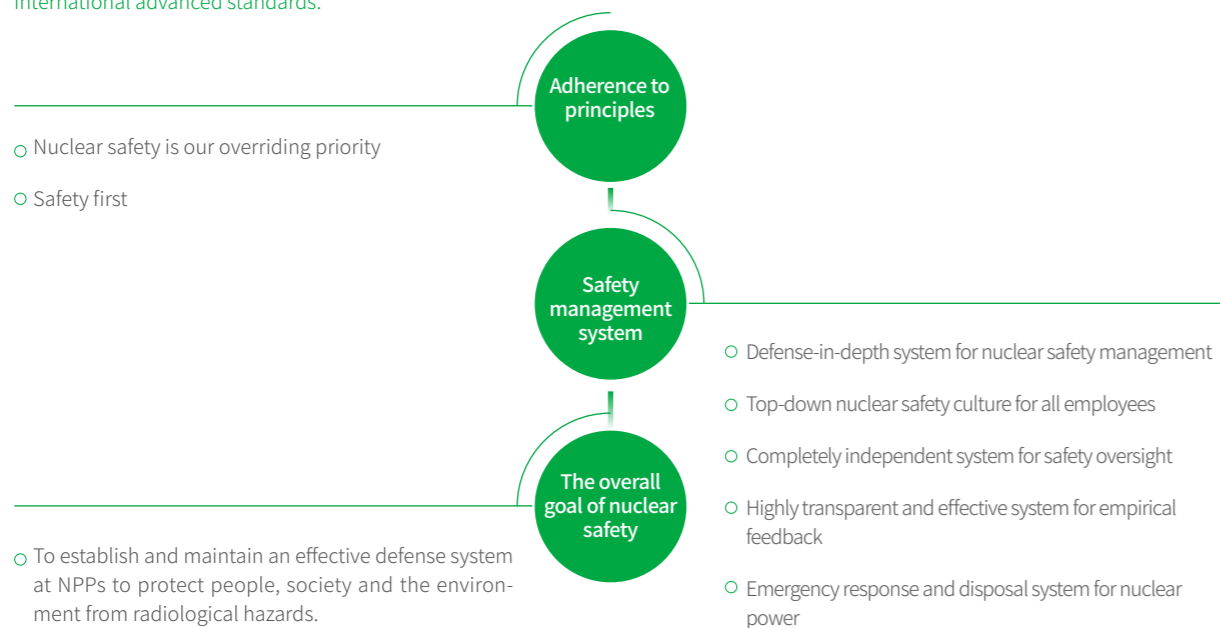 international advanced standards.
Adherence to
principles
Nuclear safety is our overriding priority
Safety first
Safety
management
system
Defense-in-depth system for nuclear safety management
Top-down nuclear safety culture for all employees
Completely independent system for safety oversight
Highly transparent and effective system for empirical
feedback
Emergency response and disposal system for nuclear
power
The overall
goal of nuclear
safety
To establish and maintain an effective defense system
at NPPs to protect people, society and the environ-
ment from radiological hazards.